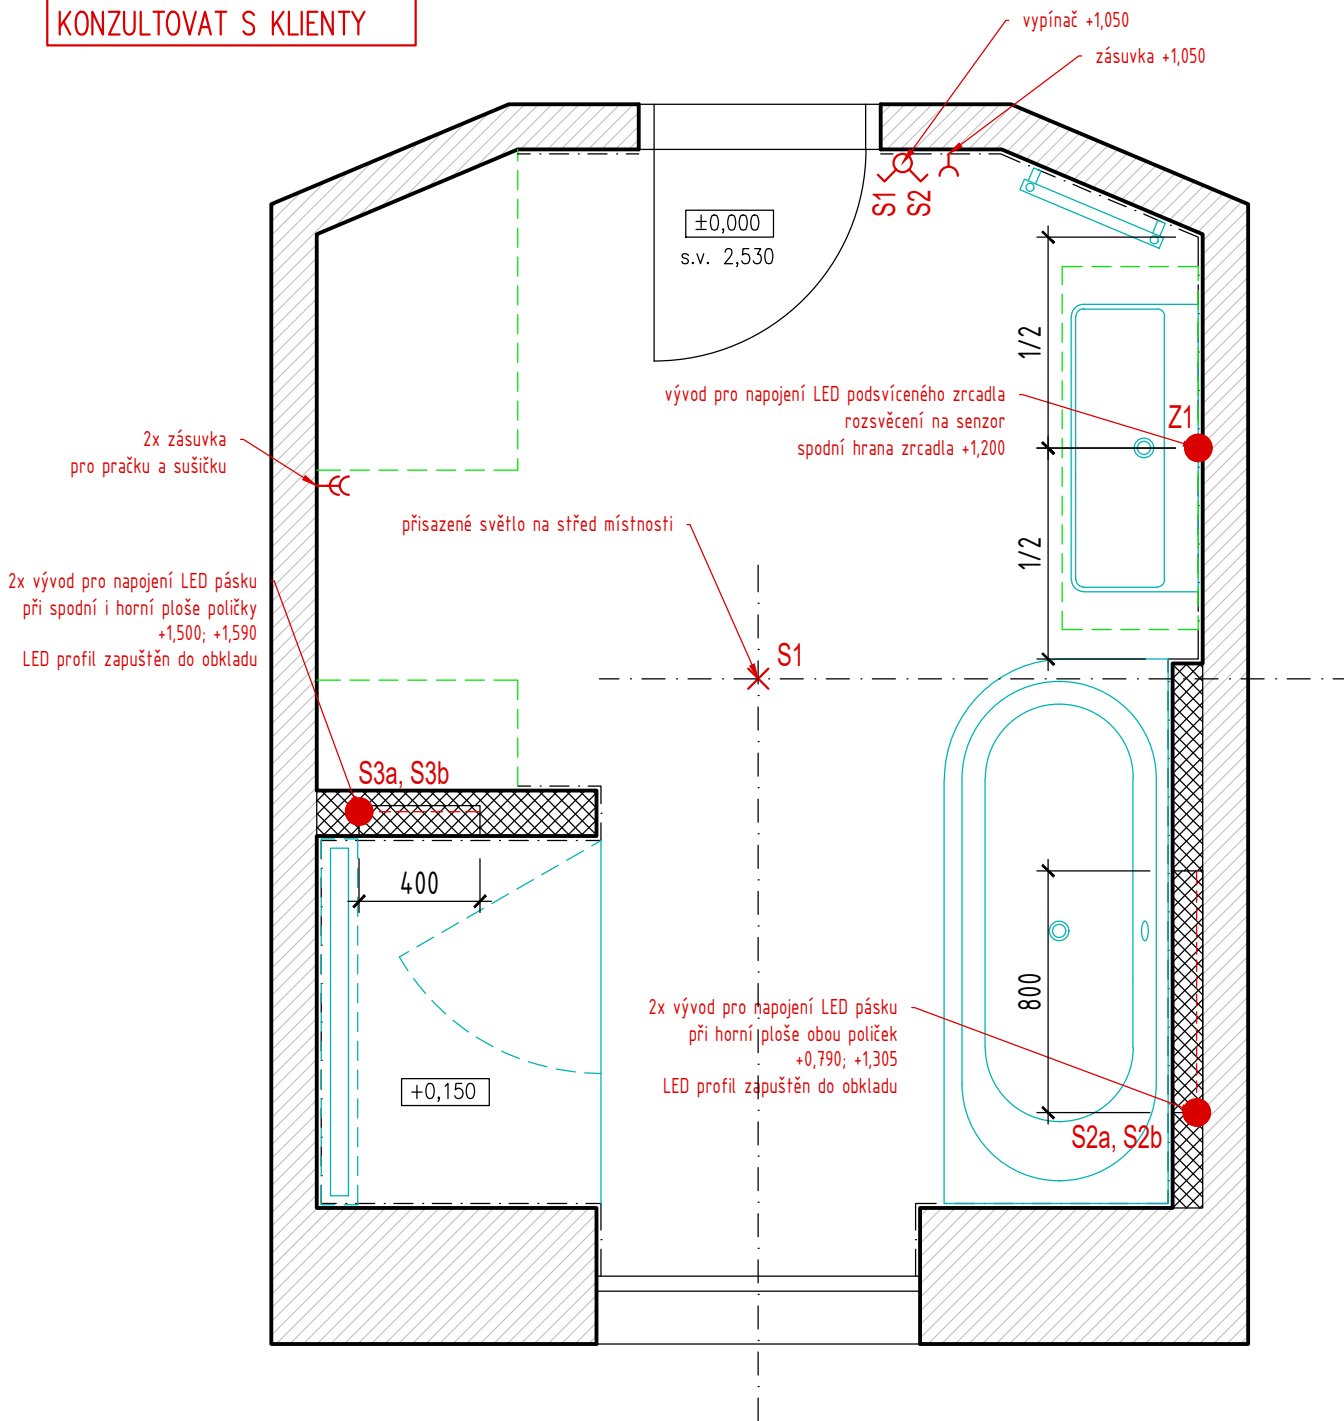 KONZULTOVAT S KLIENTY
vypínač +1,050
zásuvka +1,050
S1
S2
±0,000
s.v. 2,530
1/2
vývod pro napojení LED podsvíceného zrcadla
rozsvěcení na senzor
spodní hrana zrcadla +1,200
Z1
2x zásuvka
pro pračku a sušičku
přisazené světlo na střed místnosti
1/2
2x vývod pro napojení LED pásku
při spodní i horní ploše poličky
+1,500; +1,590
LED profil zapuštěn do obkladu
S1
S3a, S3b
400
800
2x vývod pro napojení LED pásku
při horní ploše obou poliček
+0,790; +1,305
LED profil zapuštěn do obkladu
+0,150
S2a, S2b